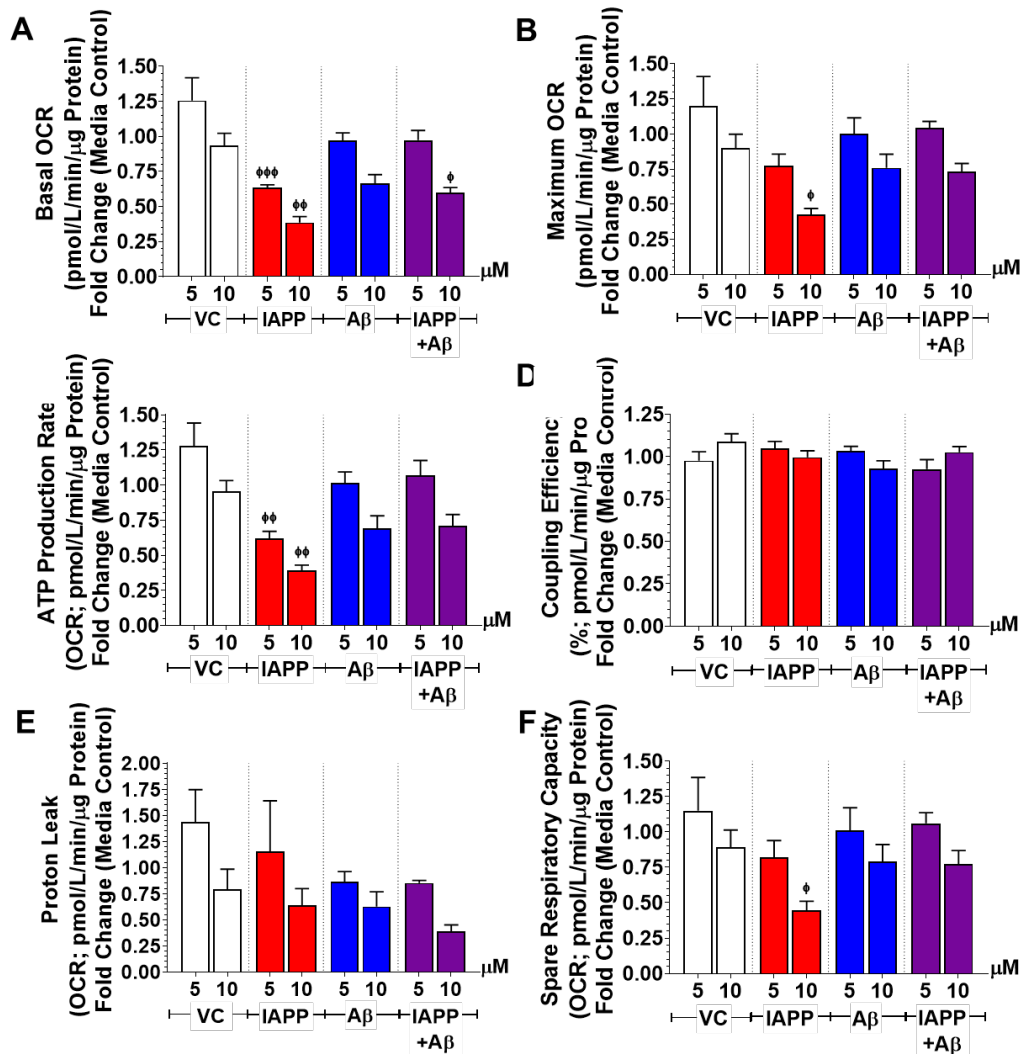 A
Basal OCR
(pmol/L/min/µg Protein)
Fold Change (Media Control)
1.50
1.25
1.00
0.75
0.50
0.25
0.00
ϕϕϕ
ϕϕ
ϕ
5 10 5 10 5 10 5 10 µM
VC IAPP Aβ IAPP
+Aβ
B
Maximum OCR
(pmol/L/min/µg Protein)
Fold Change (Media Control)
1.50
1.25
1.00
0.75
0.50
0.25
0.00
ϕ
5 10 5 10 5 10 5 10 µM
VC IAPP Aβ IAPP
+Aβ
ATP Production Rate
(OCR; pmol/L/min/µg Protein)
Fold Change (Media Control)
1.50
1.25
1.00
0.75
0.50
0.25
0.00
ϕϕ
ϕϕ
5 10 5 10 5 10 5 10 µM
VC IAPP Aβ IAPP
+Aβ
D
Coupling Efficienc
(%; pmol/L/min/µg Pro
Fold Change (Media Control)
1.25
1.00
0.75
0.50
0.25
0.00
5 10 5 10 5 10 5 10 µM
VC IAPP Aβ IAPP
+Aβ
E
Proton Leak
(OCR; pmol/L/min/µg Protein)
Fold Change (Media Control)
2.00
1.75
1.50
1.25
1.00
0.75
0.50
0.25
0.00
5 10 5 10 5 10 5 10 µM
VC IAPP Aβ IAPP
+Aβ
F
Spare Respiratory Capacity
(OCR; pmol/L/min/µg Protein)
Fold Change (Media Control)
1.50
1.25
1.00
0.75
0.50
0.25
0.00
ϕ
5 10 5 10 5 10 5 10 µM
VC IAPP Aβ IAPP
+Aβ